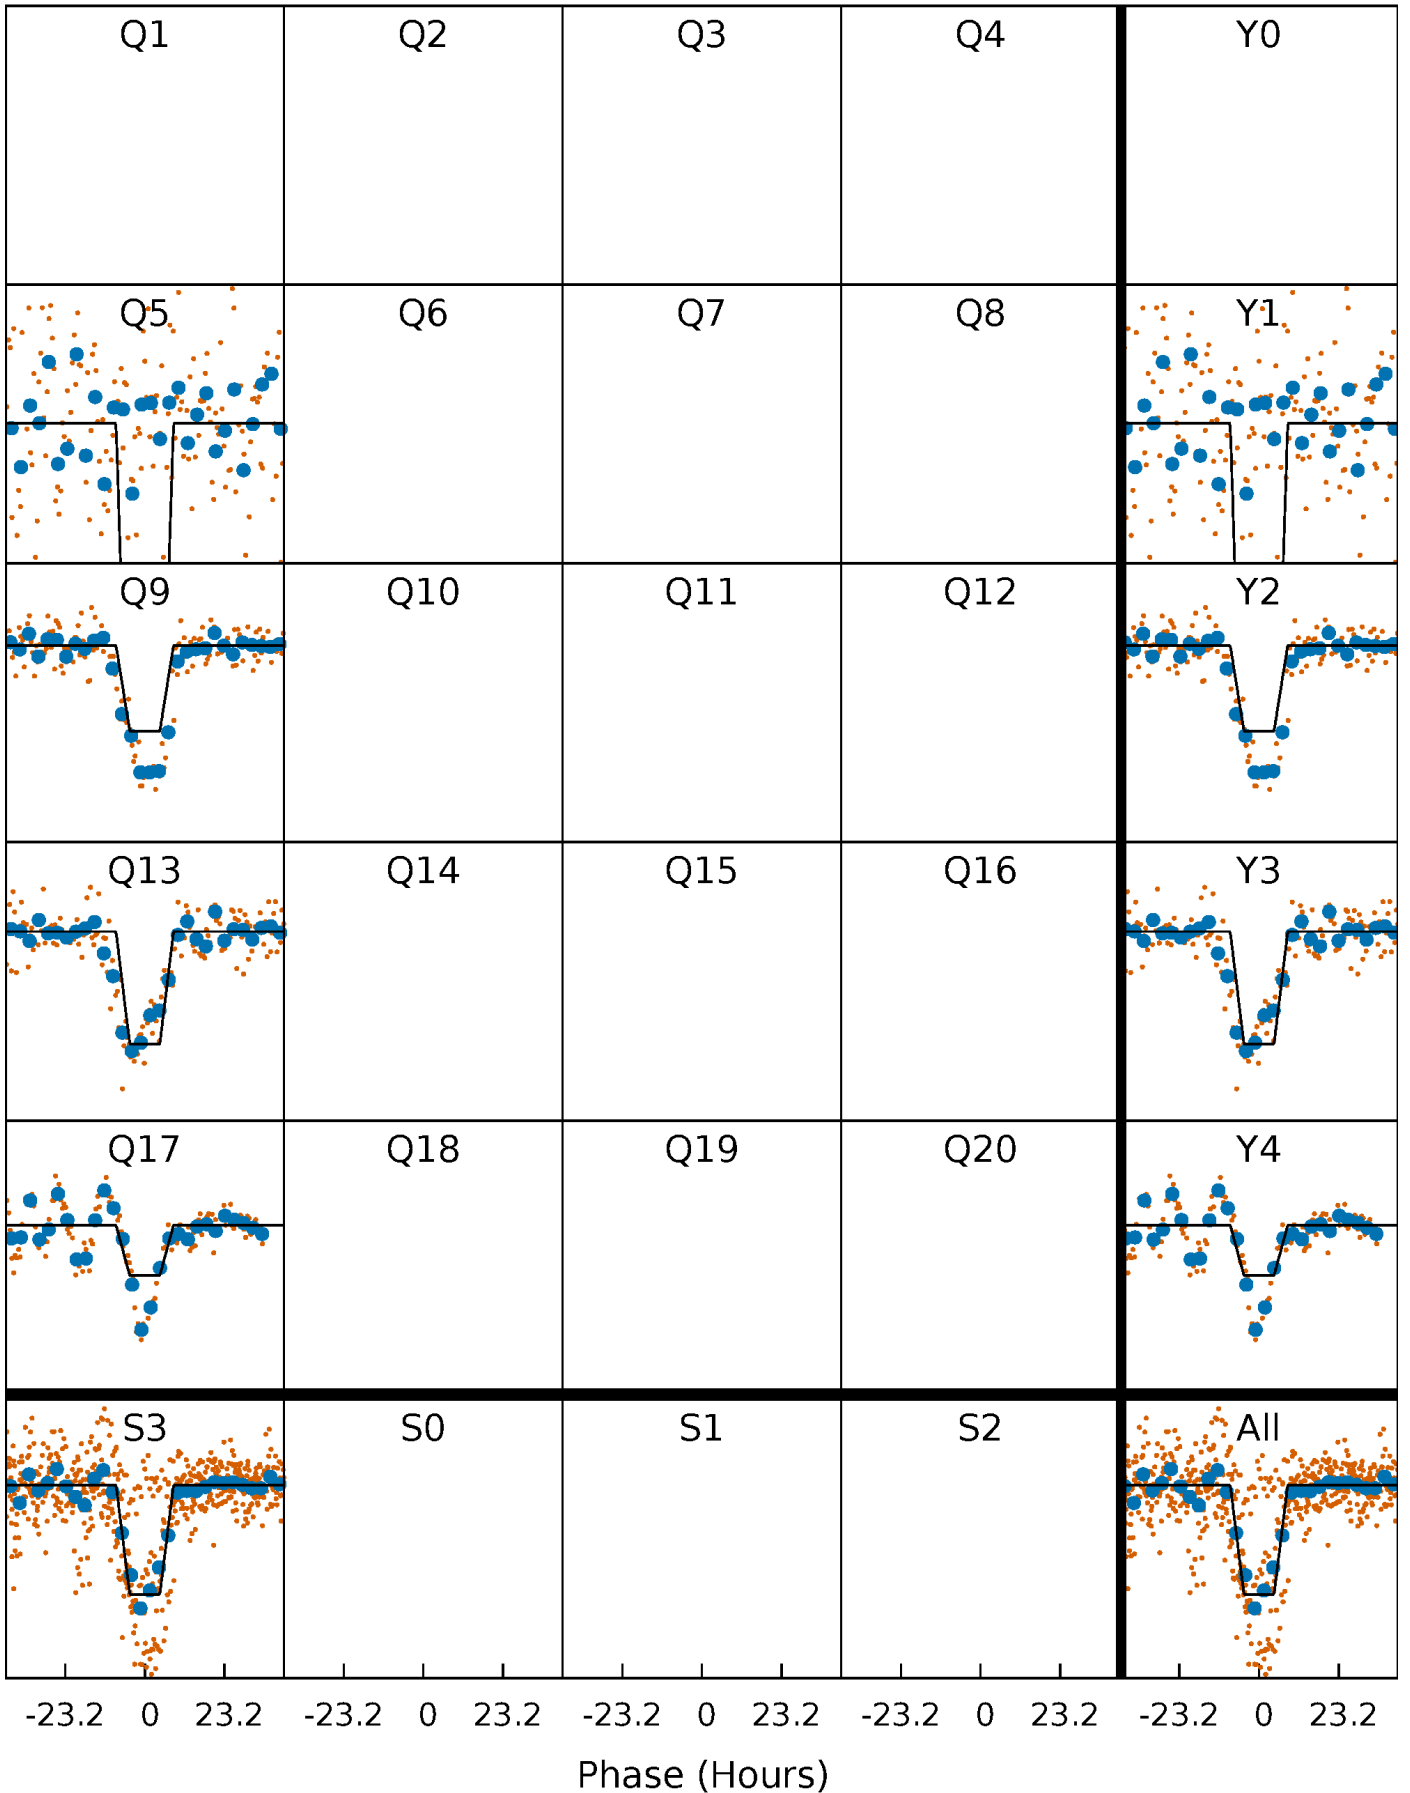 Q1 Q2 Q3 Q4 Y0
Q5 Q6 Q7 Q8 Y1
Q9 Q10 Q11 Q12 Y2
Q13 Q14 Q15 Q16 Y3
Q17 Q18 Q19 Q20 Y4
S3 S0 S1 S2 All
-23.2 0 23.2 -23.2 0 23.2 -23.2 0 23.2 -23.2 0 23.2 -23.2 0 23.2
Phase (Hours)